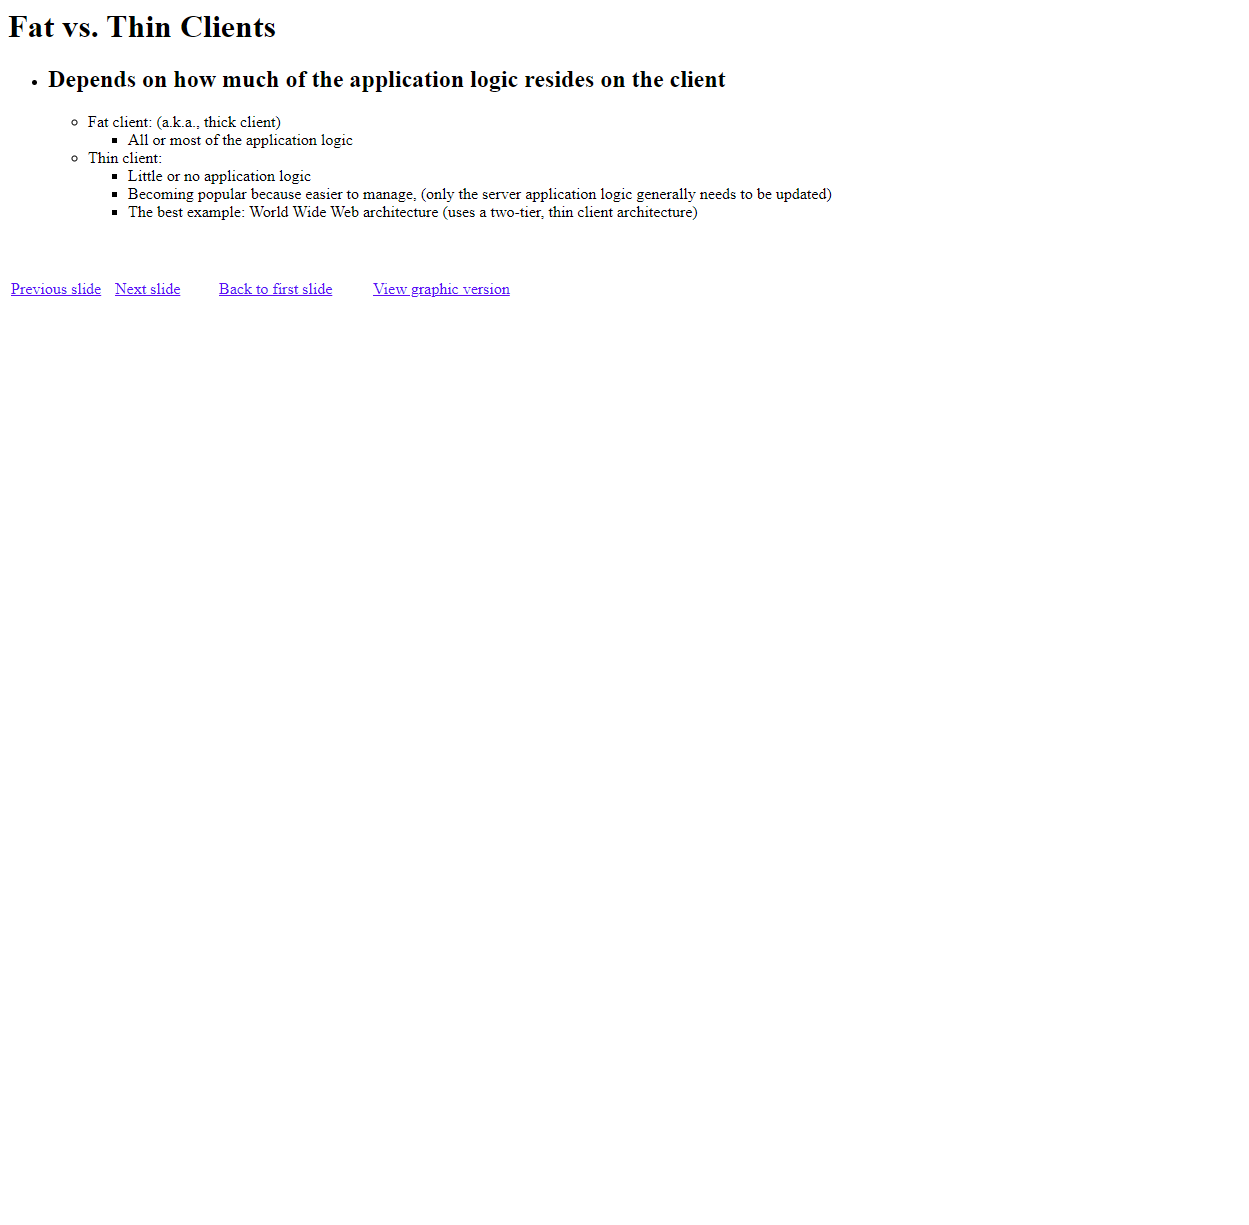 Fat vs. Thin Clients
Depends on how much of the application logic resides on the client
Fat client: (a.k.a., thick client)
All or most of the application logic
Thin client:
Little or no application logic
Becoming popular because easier to manage, (only the server application logic generally needs to be updated)
The best example: World Wide Web architecture (uses a two-tier, thin client architecture)
Previous slide Next slide Back to first slide View graphic version